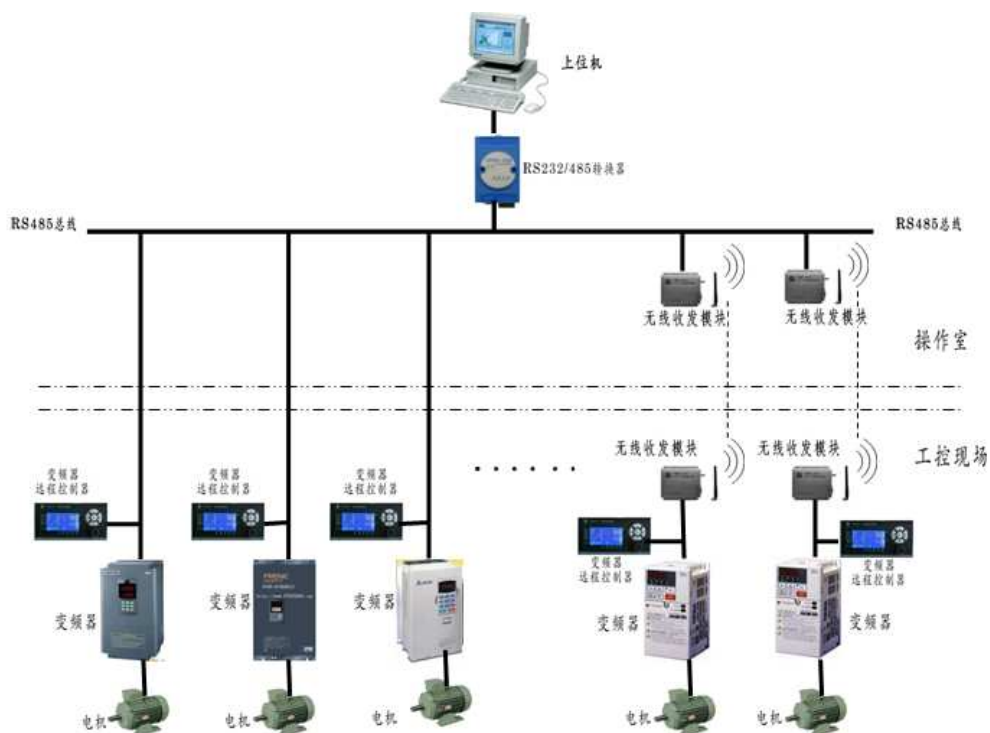 上位机
RS232/485转换器
RS485总线
RS485总线
无线收发模块
无线收发模块
操作室
无线收发模块
无线收发模块
工控现场
变频器
远程控制器
变频器
远程控制器
变频器
远程控制器
变频器
远程控制器
变频器
远程控制器
变频器
变频器
变频器
变频器
变频器
电机
电机
电机
电机
电机